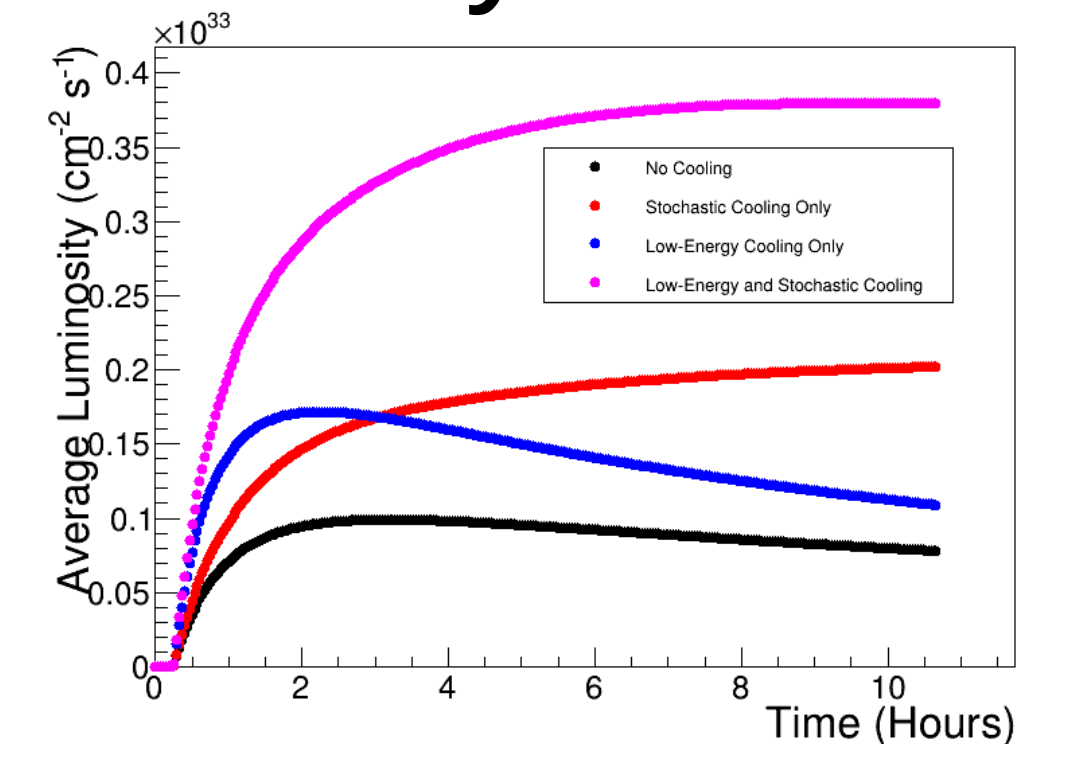 ×10³³
Average Luminosity (cm⁻² s⁻¹)
0.4
0.35
0.3
0.25
0.2
0.15
0.1
0.05
0
No Cooling
Stochastic Cooling Only
Low-Energy Cooling Only
Low-Energy and Stochastic Cooling
0 2 4 6 8 10
Time (Hours)